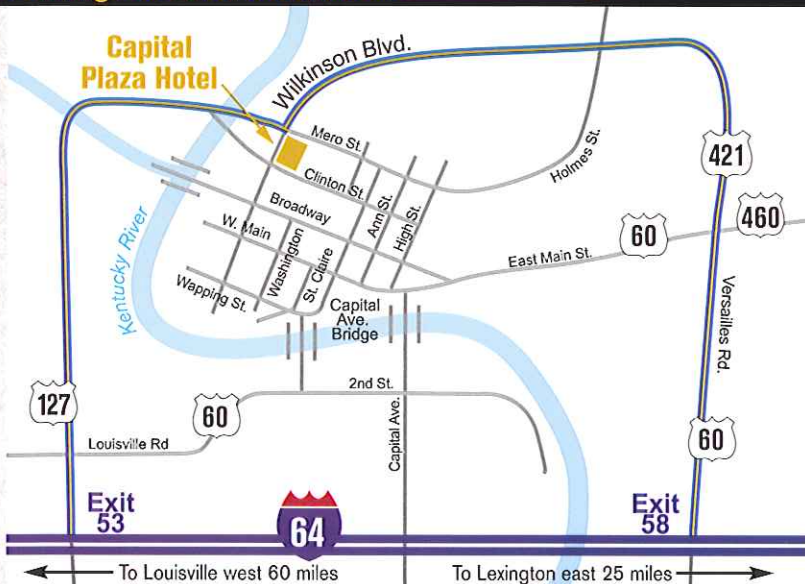 Capital
Plaza Hotel
Wilkinson Blvd.
Mero St.
Holmes St.
421
Clinton St.
Broadway
Ann St.
High St.
60
460
W. Main
Washington
St. Claire
East Main St.
Kentucky River
Wapping St.
Capital
Ave.
Bridge
Versailles Rd.
127
60
2nd St.
Capital Ave.
60
Louisville Rd
Exit
53
64
Exit
58
To Louisville west 60 miles
To Lexington east 25 miles